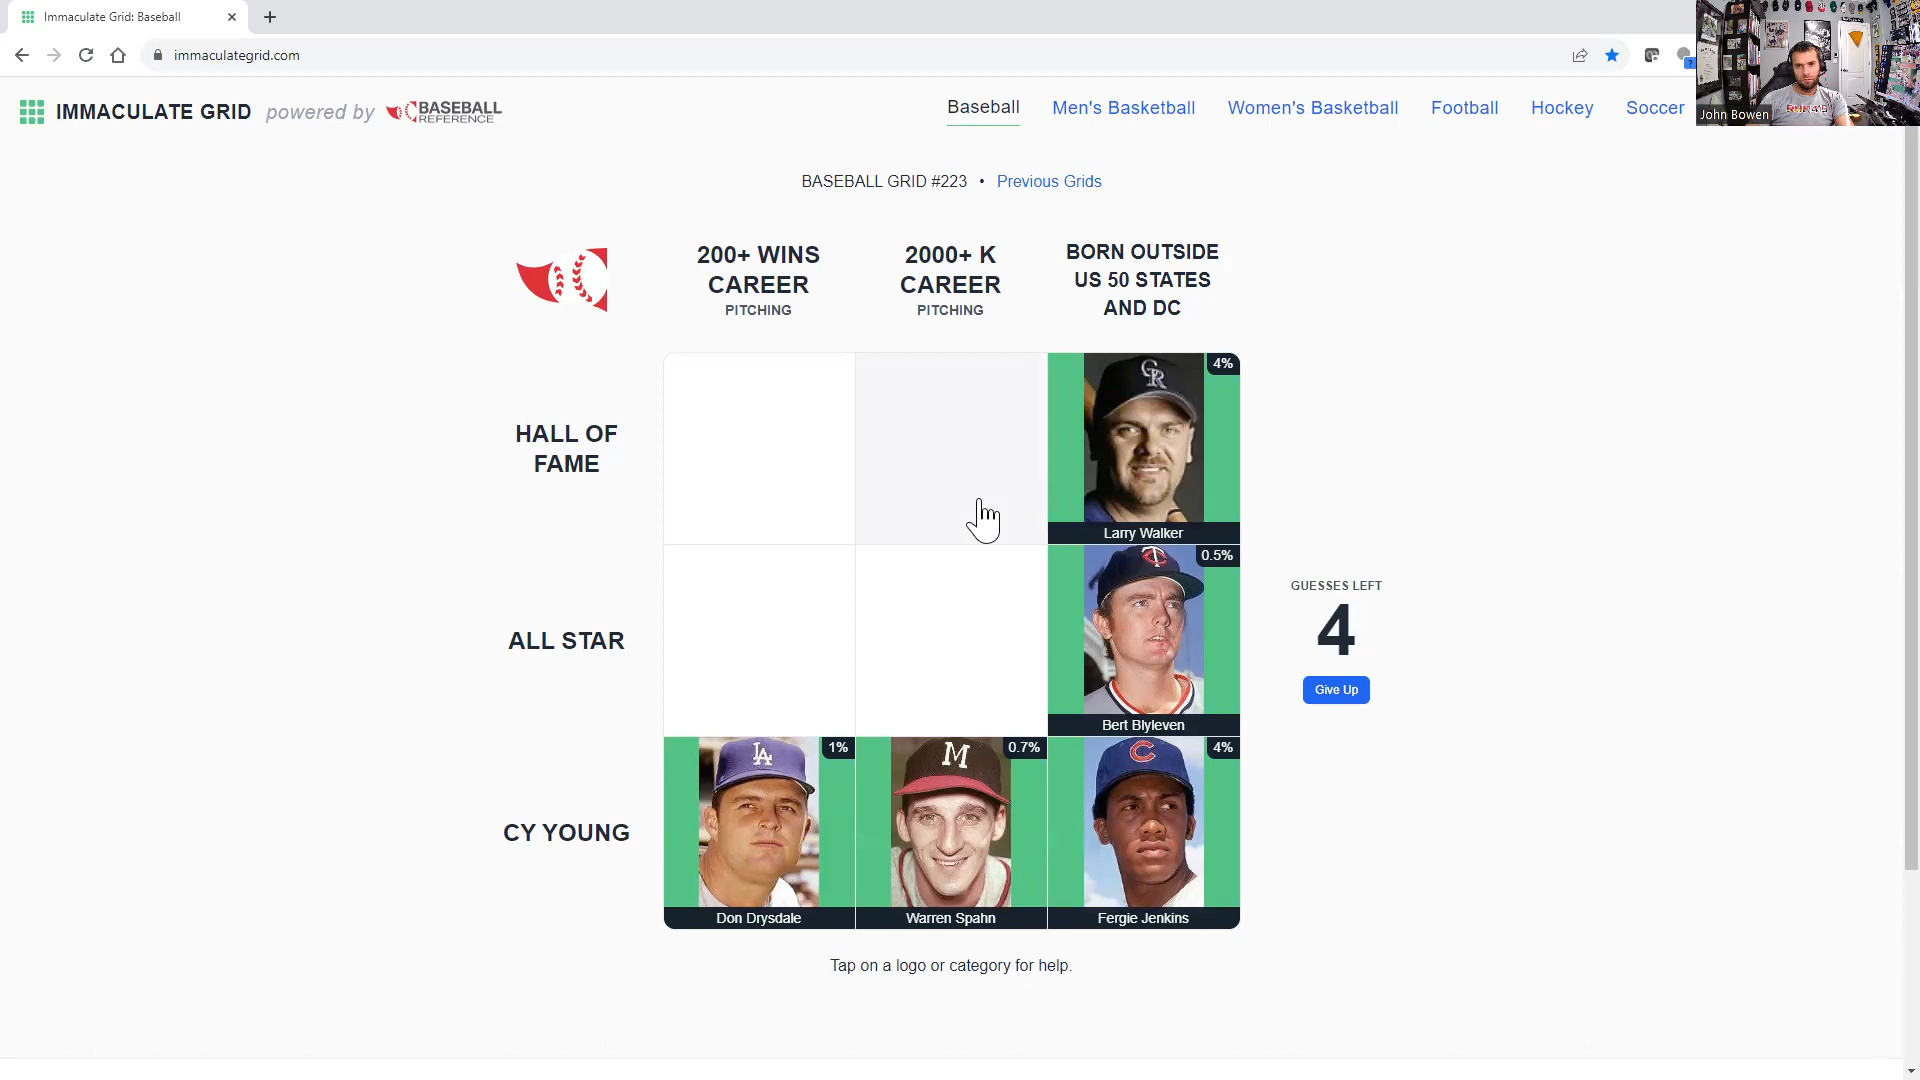 Immaculate Grid: Baseball
immaculategrid.com
IMMACULATE GRID powered by BASEBALL REFERENCE
Baseball
Men's Basketball
Women's Basketball
Football
Hockey
Soccer
John Bowen
BASEBALL GRID #223 • Previous Grids
200+ WINS
CAREER
PITCHING
2000+ K
CAREER
PITCHING
BORN OUTSIDE
US 50 STATES
AND DC
HALL OF
FAME
4%
CR
Larry Walker
ALL STAR
0.5%
T
C
Bert Blyleven
GUESSES LEFT
4
Give Up
CY YOUNG
1%
LA
Don Drysdale
0.7%
M
Warren Spahn
4%
C
Fergie Jenkins
Tap on a logo or category for help.